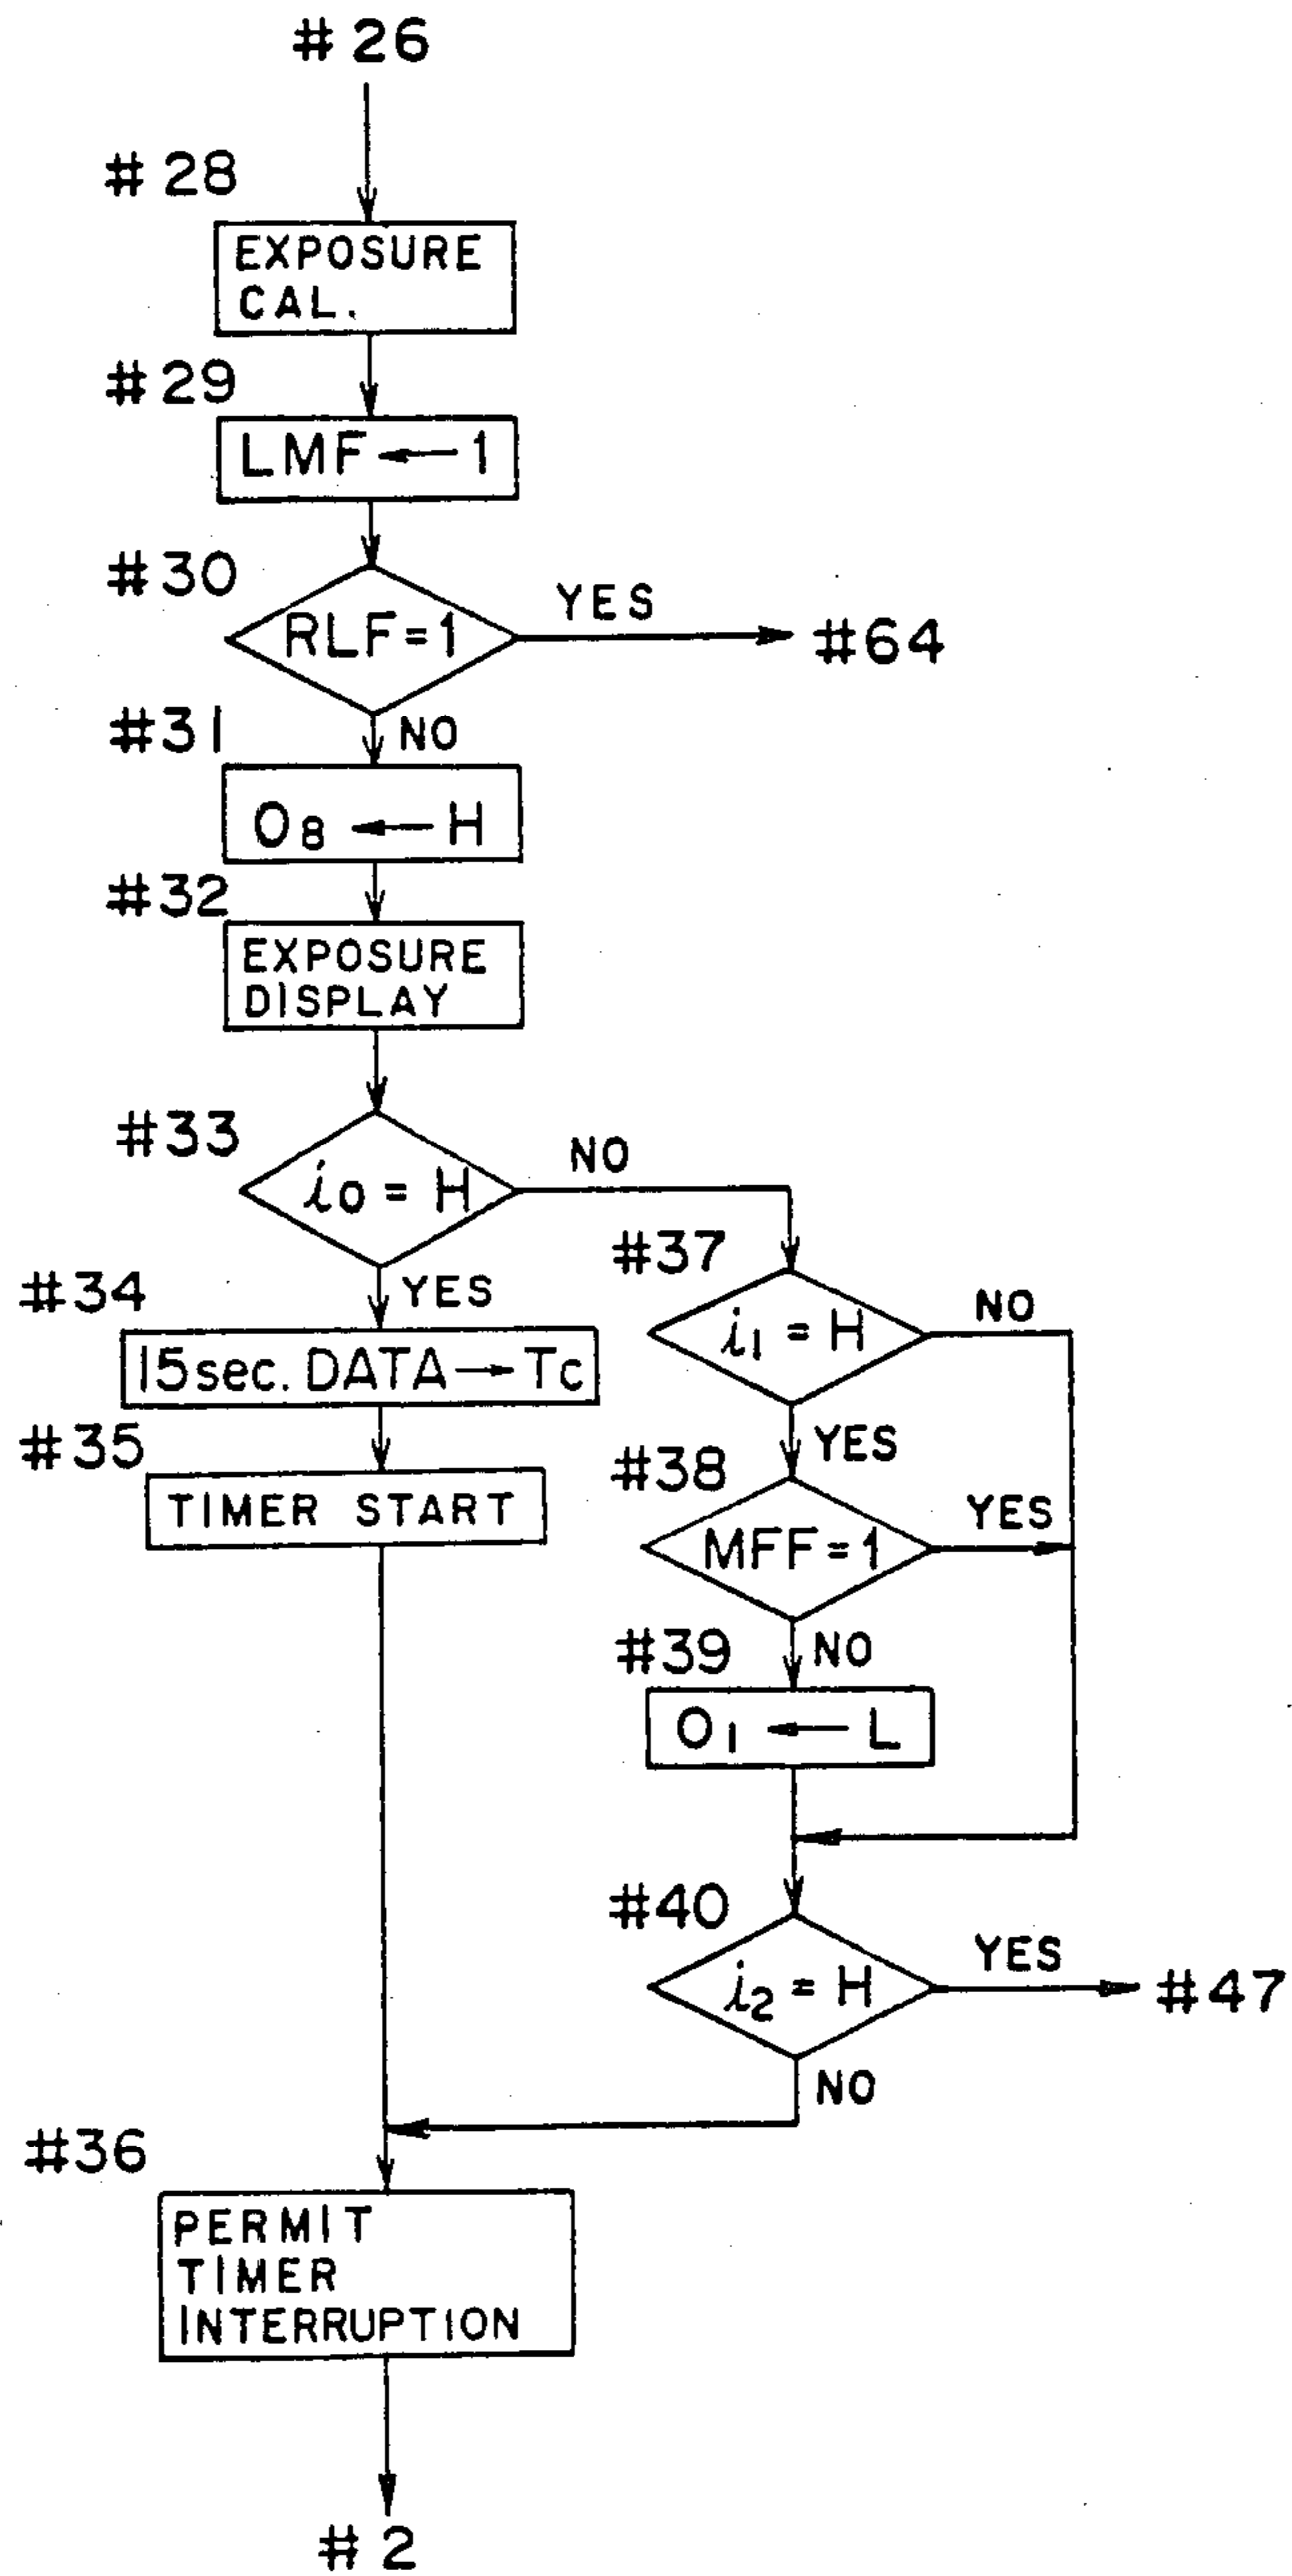 # 26
# 28
EXPOSURE
CAL.
#29
LMF ← 1
#30
RLF = 1
YES
#64
#31
NO
O8 ← H
#32
EXPOSURE
DISPLAY
#33
i0 = H
NO
#34
YES
15sec. DATA → Tc
#35
TIMER START
#37
i1 = H
NO
#38
YES
MFF = 1
YES
#39
NO
O1 ← L
#40
i2 = H
YES
#47
NO
#36
PERMIT
TIMER
INTERRUPTION
# 2